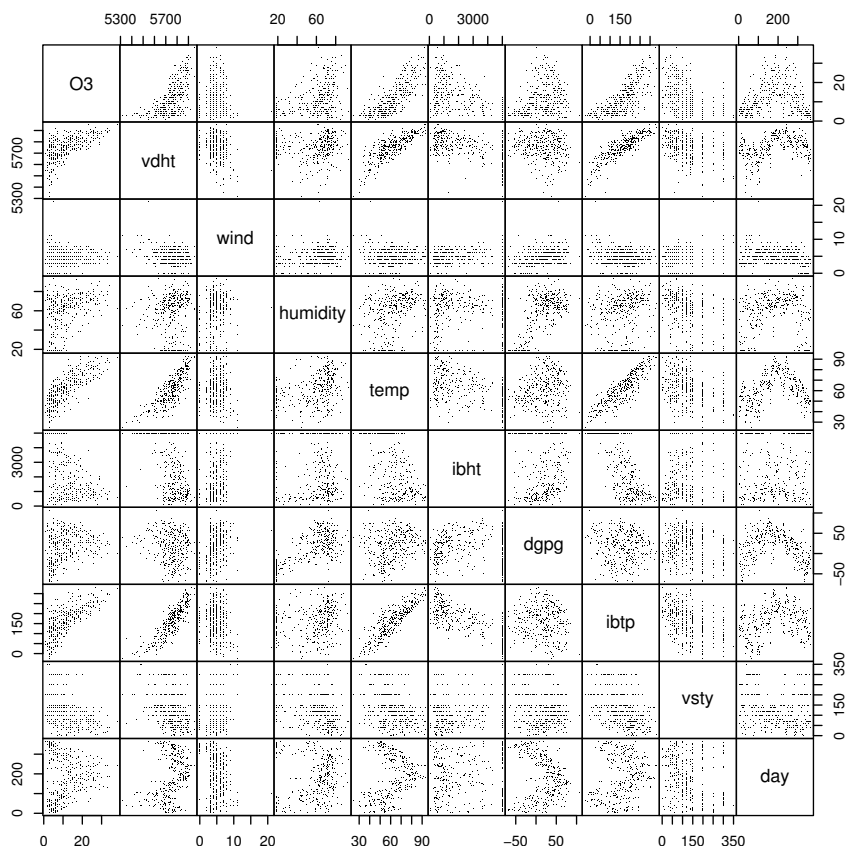 5300 5700 20 60 0 3000 0 150 0 200
O3 0 20
5300 5700 vdht
wind 0 10 20
20 60 humidity
temp 30 50 70 90
0 3000 ibht
dgpg −50 50
0 150 ibtp
vsty 0 150 350
0 200 day
0 20 0 10 20 30 60 90 −50 50 0 150 350